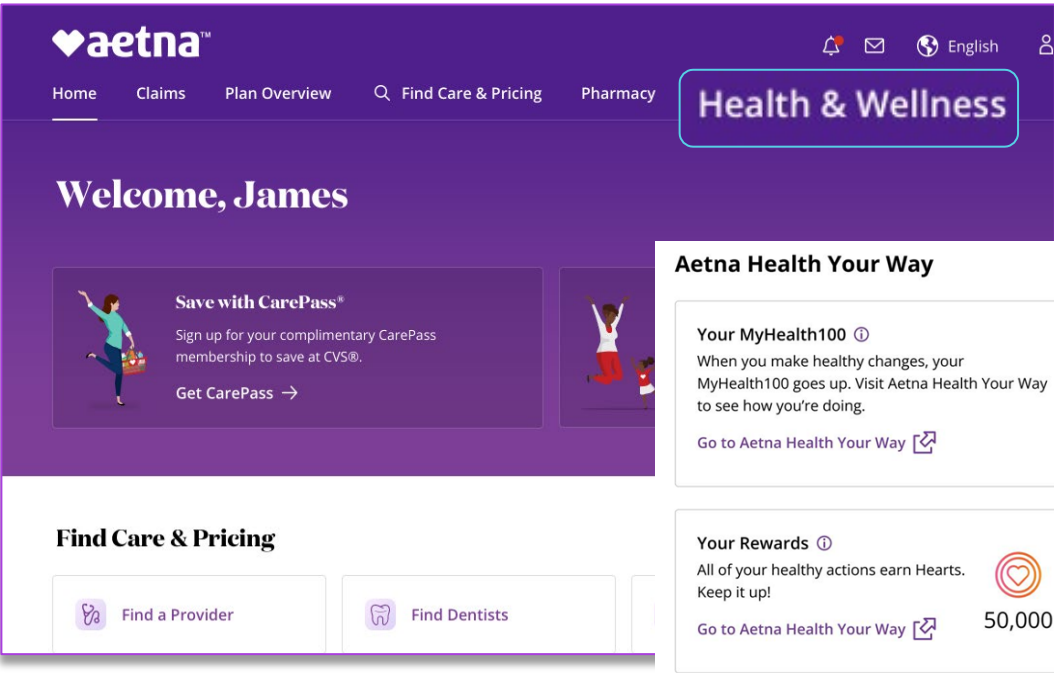 aetna™
English
Home Claims Plan Overview Find Care & Pricing Pharmacy Health & Wellness
Welcome, James
Save with CarePass®
Sign up for your complimentary CarePass
membership to save at CVS®.
Get CarePass →
Aetna Health Your Way
Your MyHealth100
When you make healthy changes, your
MyHealth100 goes up. Visit Aetna Health Your Way
to see how you’re doing.
Go to Aetna Health Your Way
Your Rewards
All of your healthy actions earn Hearts.
Keep it up!
50,000
Go to Aetna Health Your Way
Find Care & Pricing
Find a Provider
Find Dentists